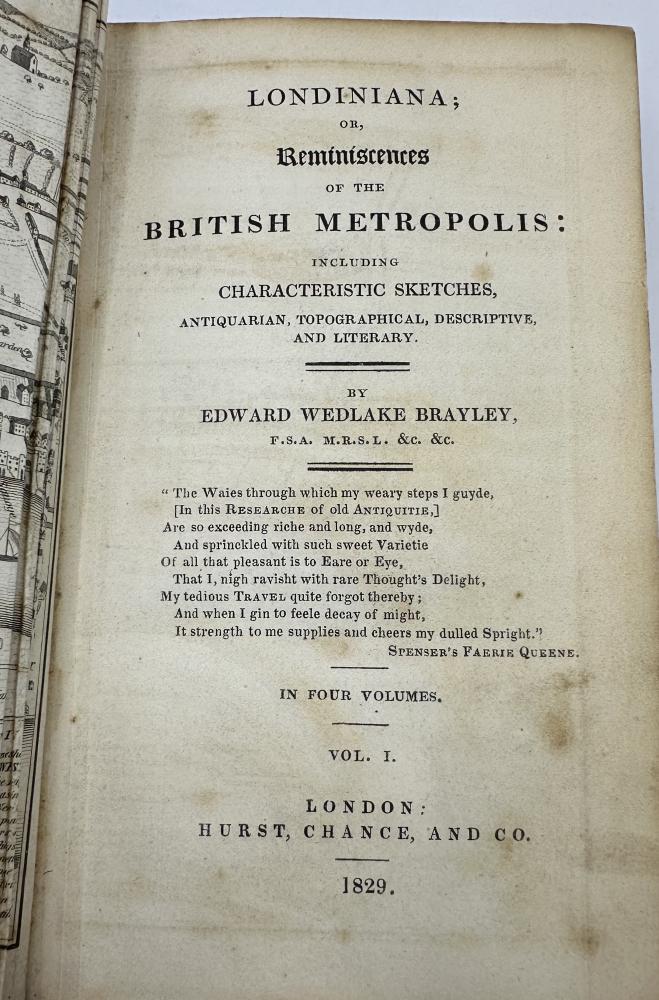 LONDINIANA;
OR,
Reminiscences
OF THE
BRITISH METROPOLIS:
INCLUDING
CHARACTERISTIC SKETCHES,
ANTIQUARIAN, TOPOGRAPHICAL, DESCRIPTIVE,
AND LITERARY.
BY
EDWARD WEDLAKE BRAYLEY,
F.S.A. M.R.S.L. &c. &c.
“ The Waies through which my weary steps I guyde,
[In this RESEARCHE of old ANTIQUITIE,]
Are so exceeding riche and long, and wyde,
And sprinckled with such sweet Varietie
Of all that pleasant is to Eare or Eye,
That I, nigh ravisht with rare Thought's Delight,
My tedious TRAVEL quite forgot thereby;
And when I gin to feele decay of might,
It strength to me supplies and cheers my dulled Spright.”
SPENSER'S FAERIE QUEENE.
IN FOUR VOLUMES.
VOL. I.
LONDON:
HURST, CHANCE, AND CO.
1829.